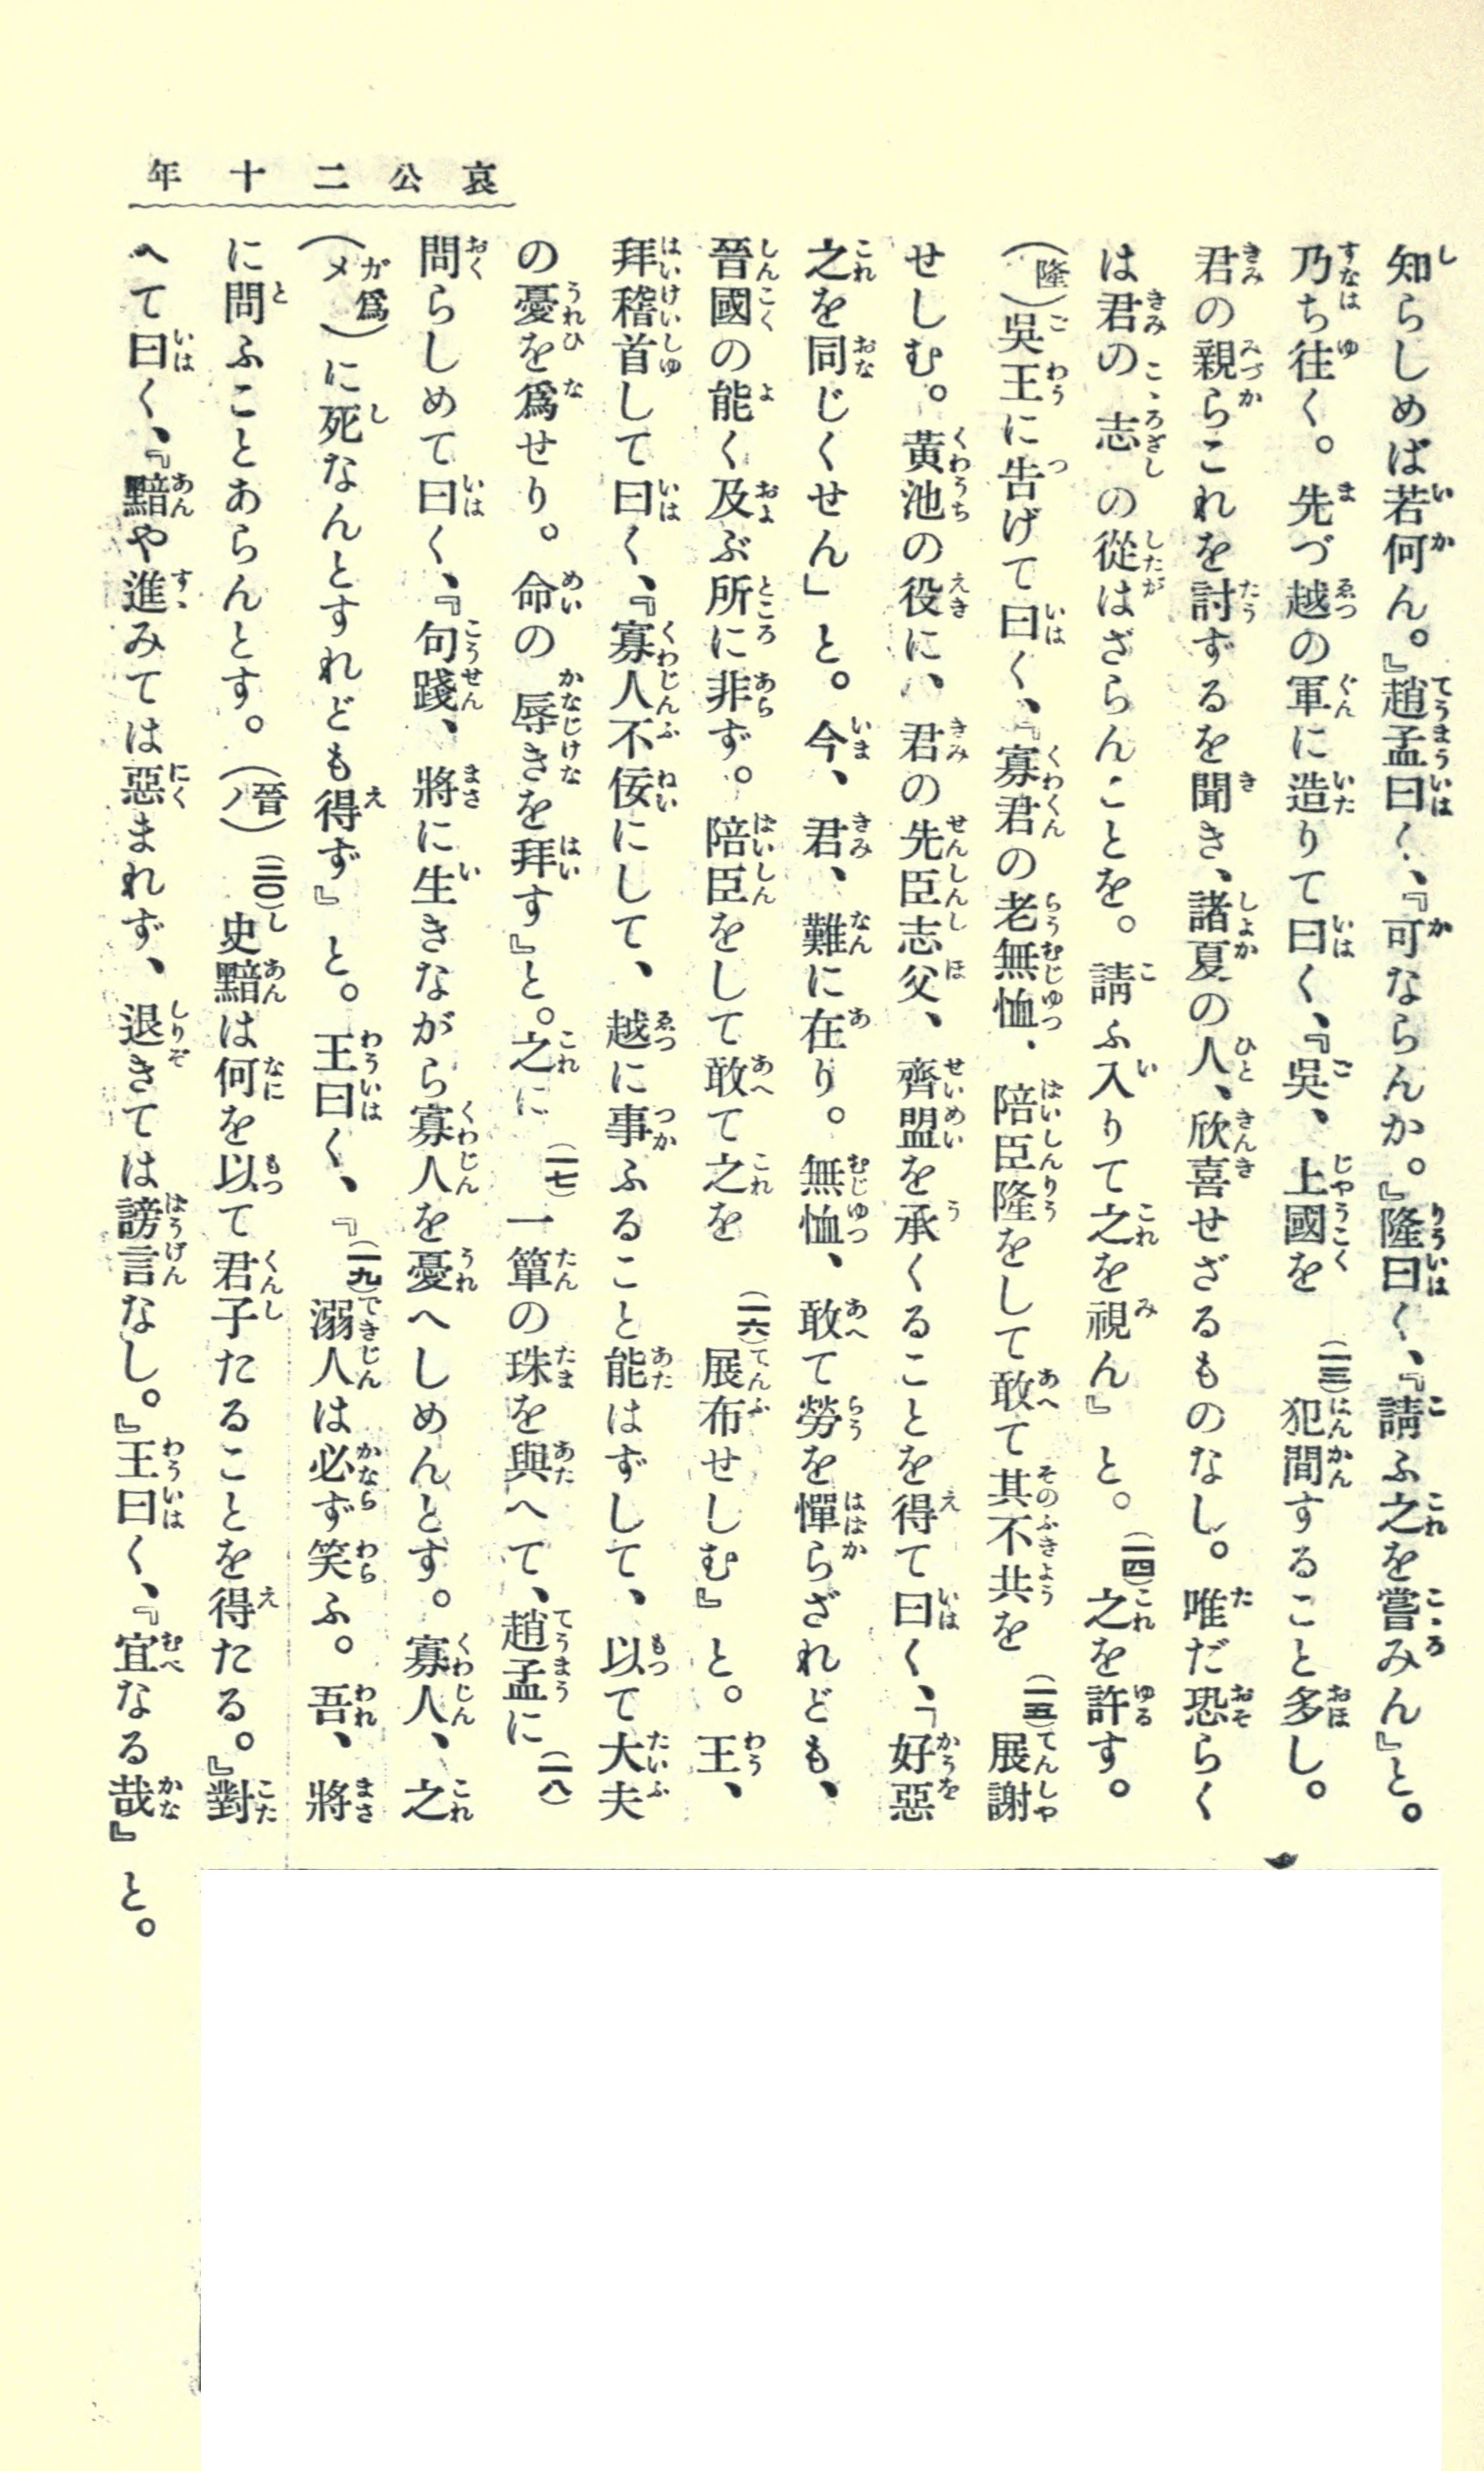 哀公二十年
知らしめば若何ん。』趙孟曰く、『可ならんか。』隆曰く、『請ふ之を嘗みん』と。
乃ち往く。先づ越の軍に造りて曰く、『吳、上國を(一三)犯間すること多し。
君の親らこれを討ずるを聞き、諸夏の人、欣喜せざるものなし。唯だ恐らく
は君の志の從はざらんことを。請ふ入りて之を視ん』と。(一四)之を許す。
(隆)吳王に告げて曰く、『寡君の老無恤、陪臣隆をして敢て其不共を(一五)展謝
せしむ。黃池の役に、君の先臣志父、齊盟を承くることを得て曰く、「好惡
之を同じくせん」と。今、君、難に在り。無恤、敢て勞を憚らざれども、
晉國の能く及ぶ所に非ず。陪臣をして敢て之を(一六)展布せしむ』と。王、
拜稽首して曰く、『寡人不佞にして、越に事ふること能はずして、以て大夫
の憂を爲せり。命の辱きを拜す』と。之に(一七)一簞の珠を與へて、趙孟に(一八)
問らしめて曰く、『句踐、將に生きながら寡人を憂へしめんとす。寡人、之
(ガ爲メ)に死なんとすれども得ず』と。王曰く、『(一九)溺人は必ず笑ふ。吾、將
に問ふことあらんとす。(晉ノ)(二〇)史黯は何を以て君子たることを得たる。』對
へて曰く、『黯や進みては惡まれず、退きては謗言なし。』王曰く、『宜なる哉』と。